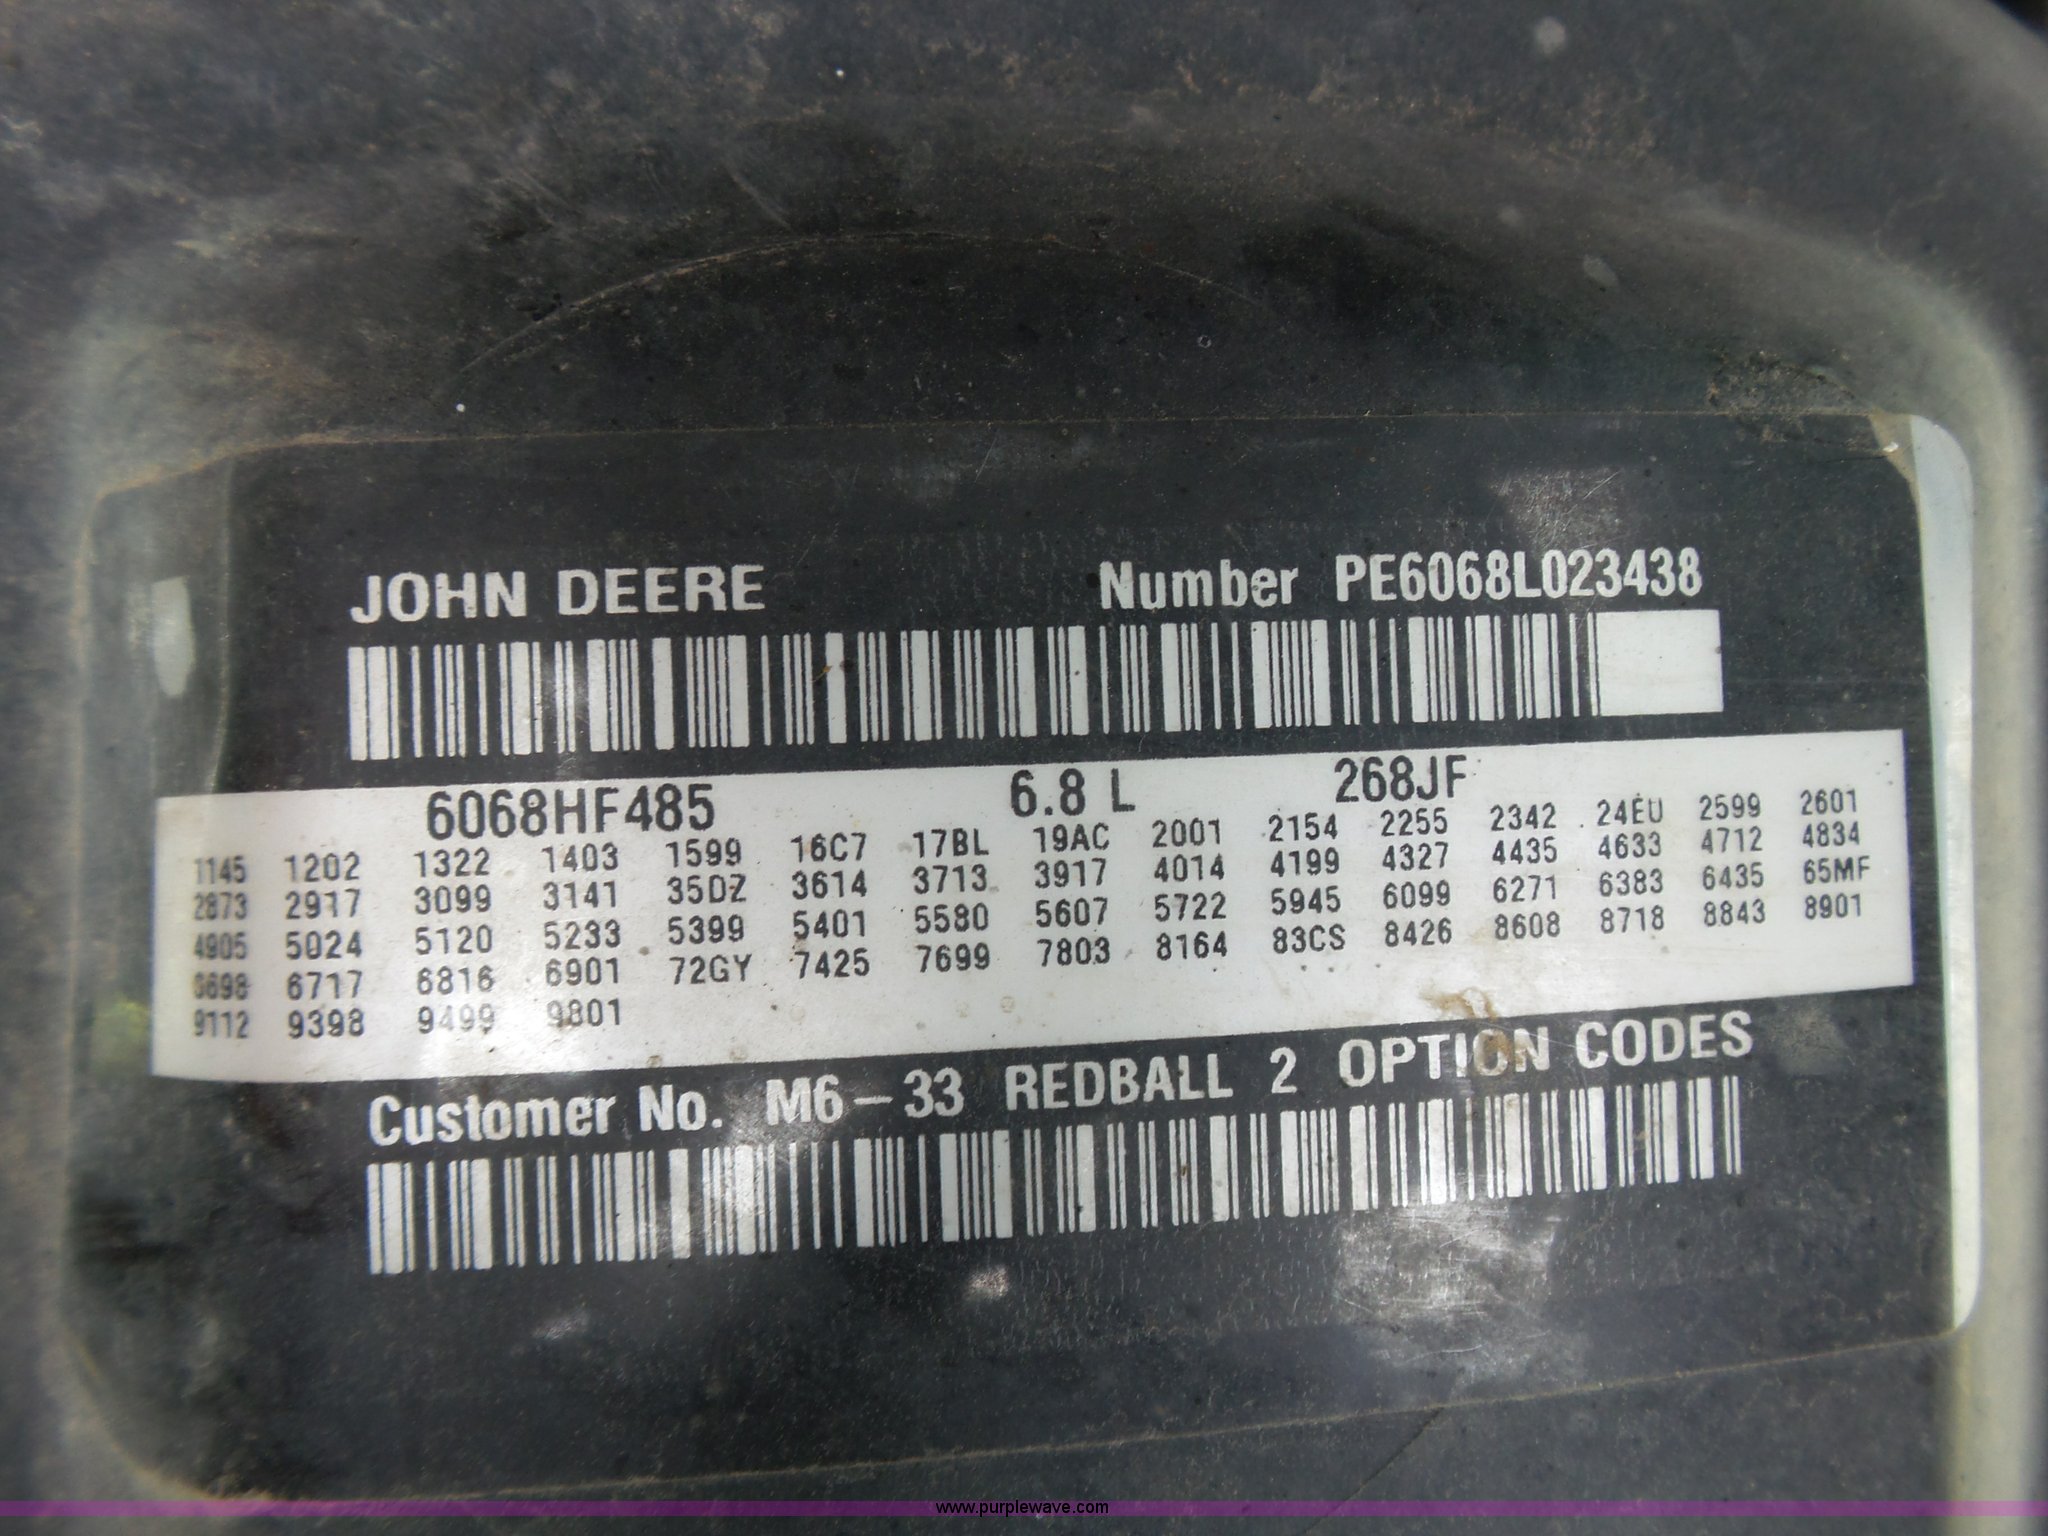 JOHN DEERE Number PE6068L023438
6068HF485 6.8 L 268JF
1145 1202 1322 1403 1599 16C7 17BL 19AC 2001 2154 2255 2342 24EU 2599 2601
2873 2917 3099 3141 35DZ 3614 3713 3917 4014 4199 4327 4435 4633 4712 4834
4905 5024 5120 5233 5399 5401 5580 5607 5722 5945 6099 6271 6383 6435 65MF
6698 6717 6816 6901 72GY 7425 7699 7803 8164 83CS 8426 8608 8718 8843 8901
9112 9398 9499 9801
Customer No. M6-33 REDBALL 2 OPTION CODES
www.purplewave.com